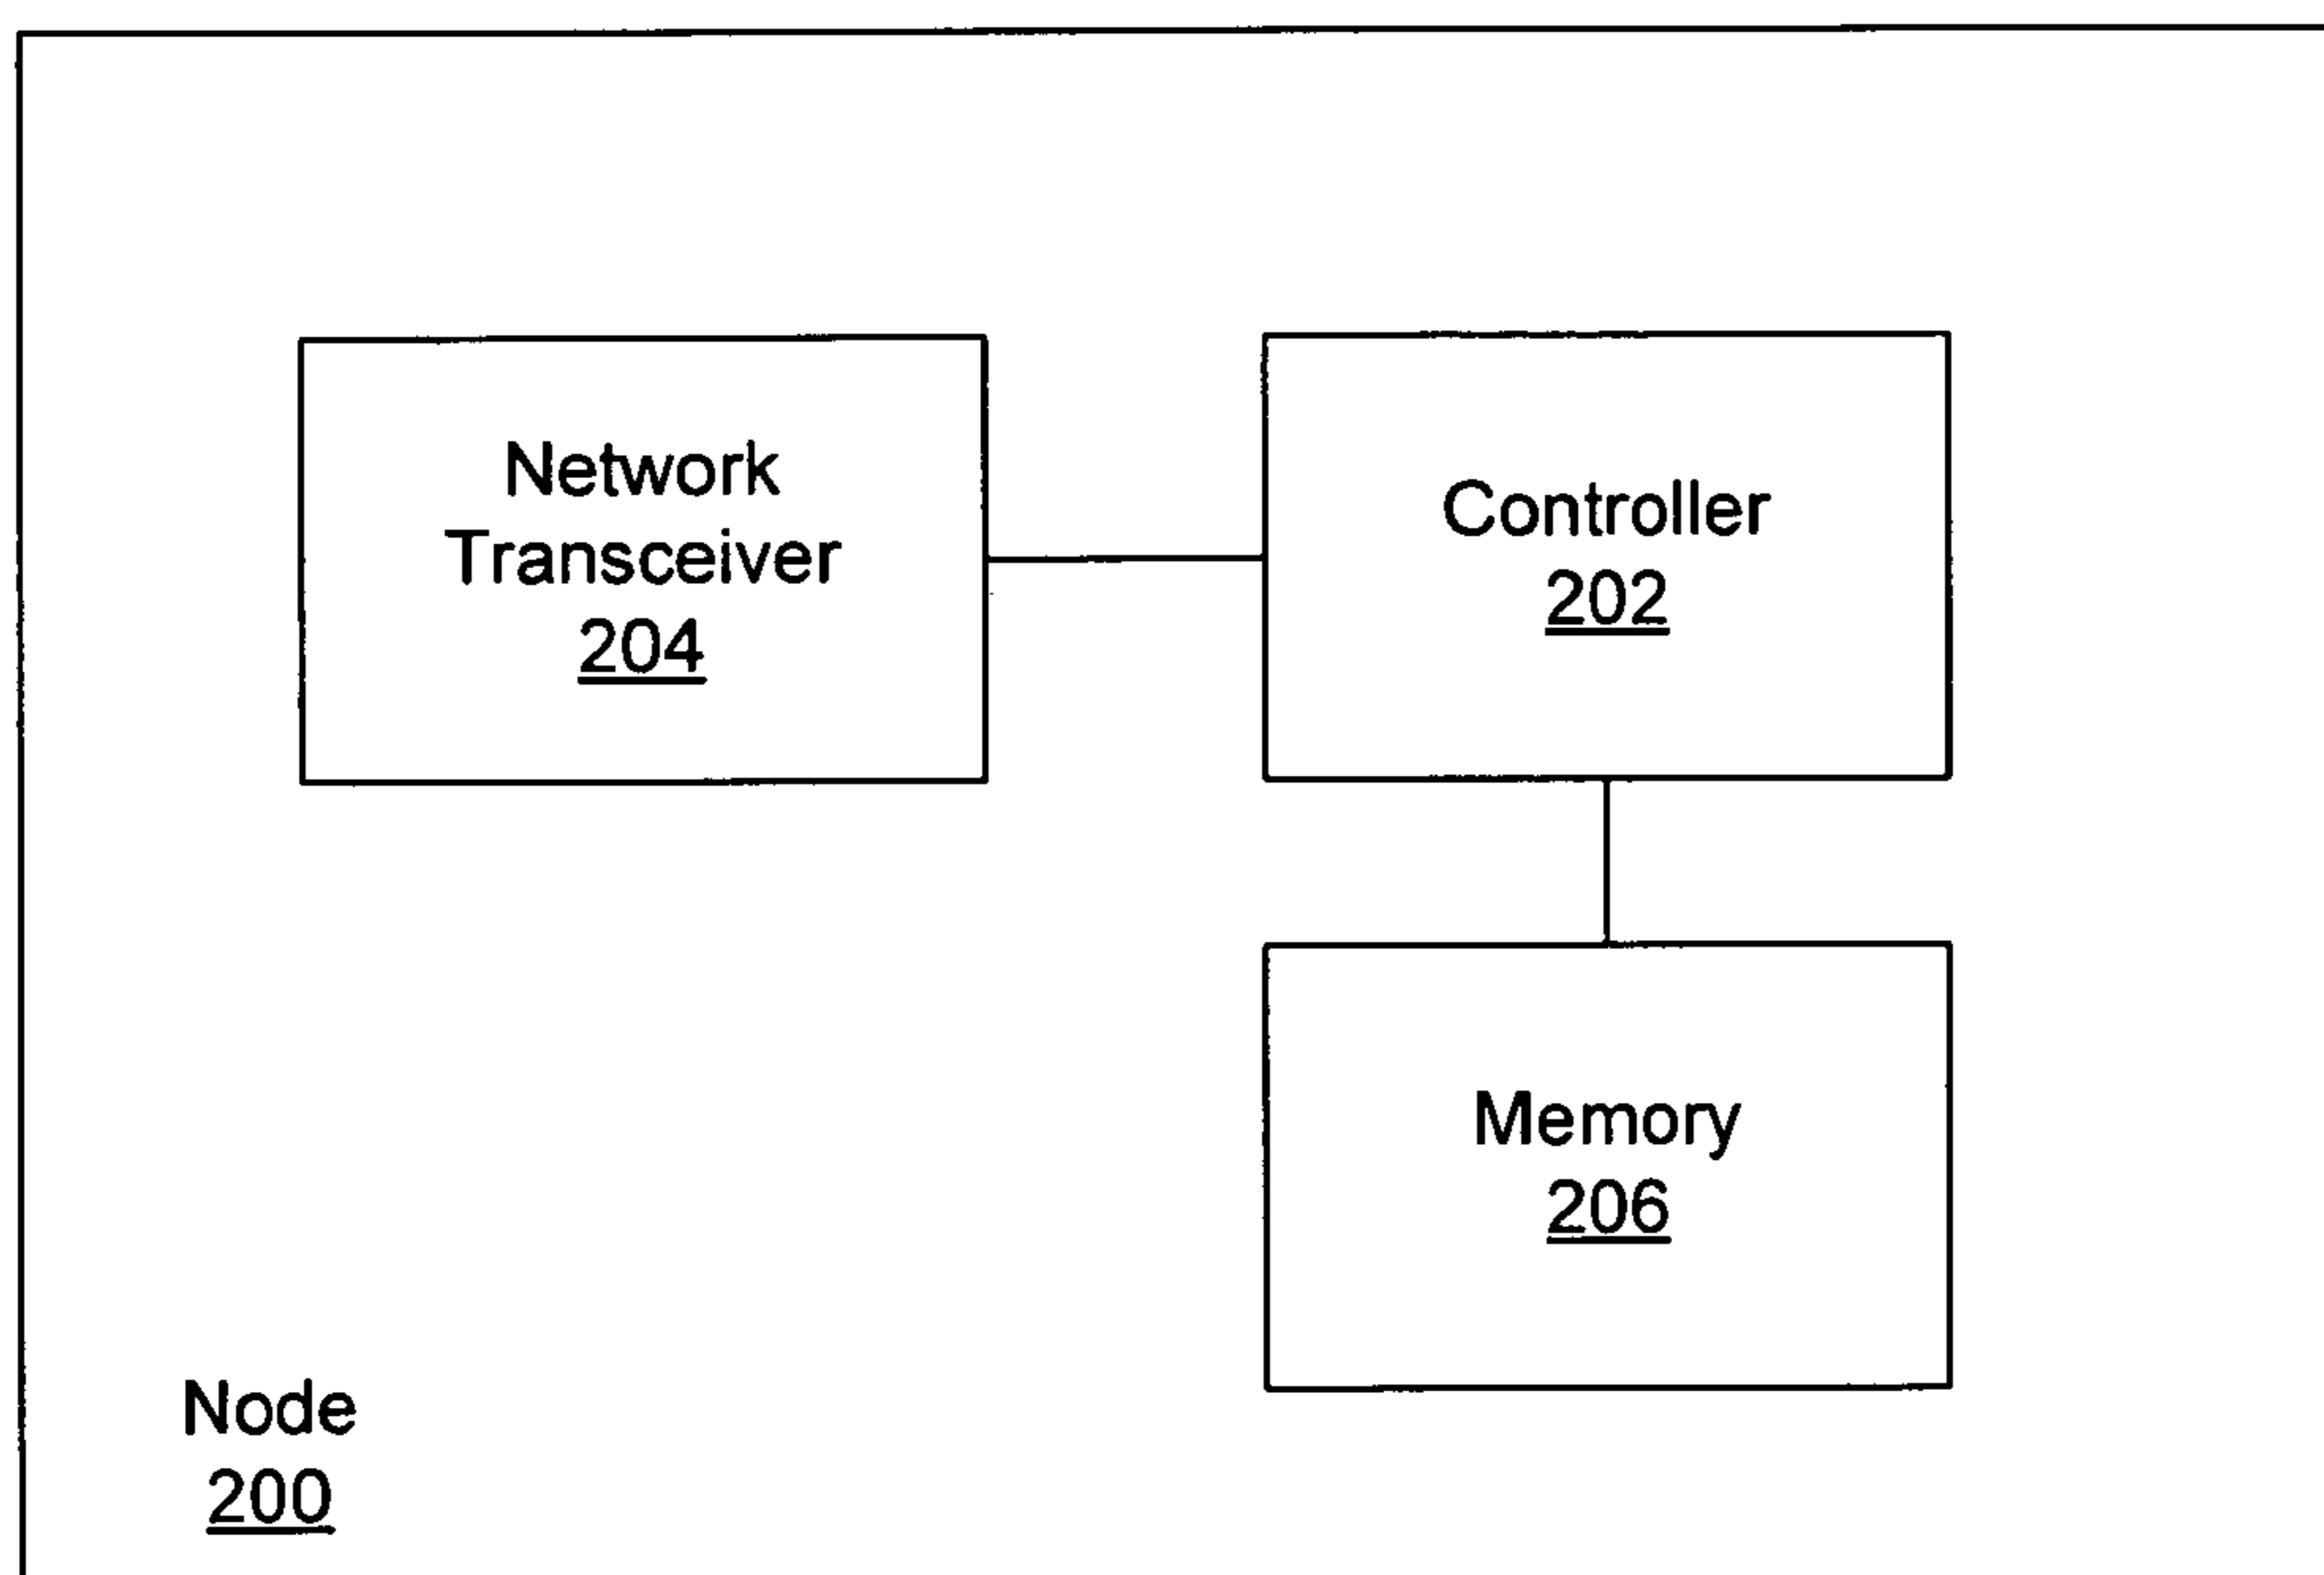 Network
Transceiver
204
Controller
202
Memory
206
Node
200